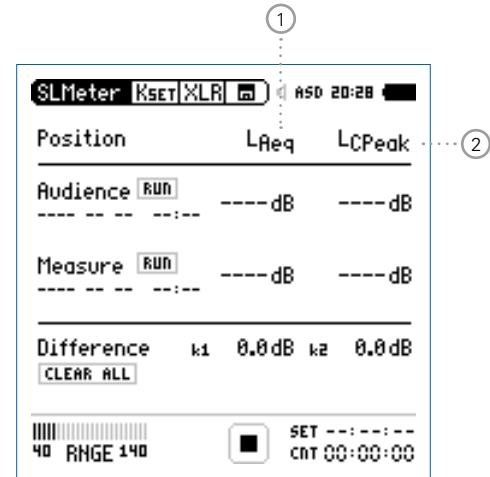 1
SLMeter KSET XLR ASD 20:28
Position LAeq LCPeak 2
Audience RUN
---- -- -- --:-- ----dB ----dB
Measure RUN
---- -- -- --:-- ----dB ----dB
Difference k1 0.0dB k2 0.0dB
CLEAR ALL
SET --:--:--
40 RNGE 140 CNT 00:00:00